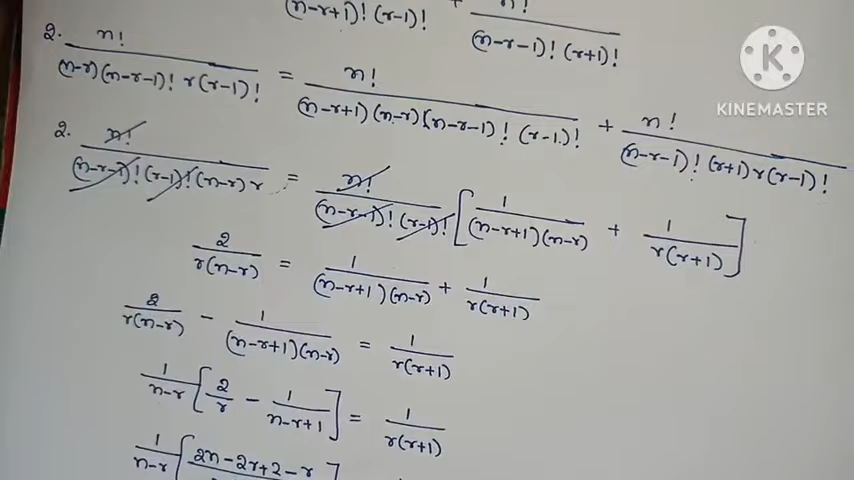 (n-r+1)! (r-1)! + n! / (n-r-1)! (r+1)!
2. n! / (n-r)(n-r-1)! r(r-1)! = n! / (n-r+1)(n-r)(n-r-1)! (r-1)! + n! / (n-r-1)! (r+1)r(r-1)!
KINEMASTER
2. n! / (n-r-1)! (r-1)! (n-r) r = n! / (n-r-1)! (r-1)! [ 1 / (n-r+1)(n-r) + 1 / r(r+1) ]
2 / r(n-r) = 1 / (n-r+1)(n-r) + 1 / r(r+1)
2 / r(n-r) - 1 / (n-r+1)(n-r) = 1 / r(r+1)
1 / n-r [ 2 / r - 1 / n-r+1 ] = 1 / r(r+1)
1 / n-r [ 2n-2r+2-r ]